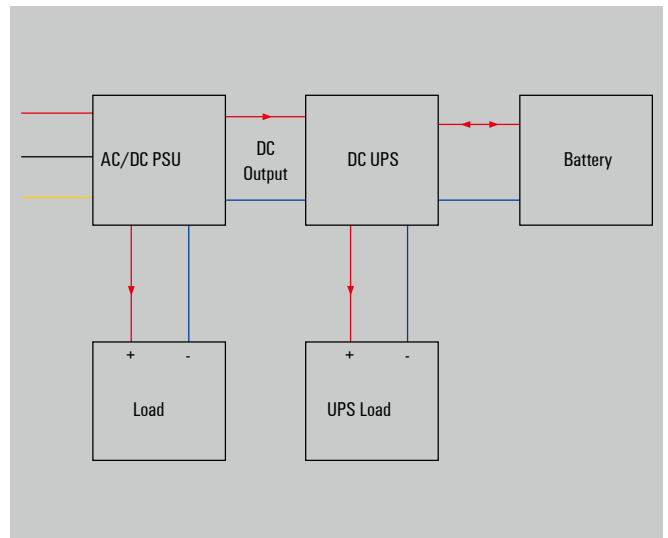 AC/DC PSU
DC
Output
DC UPS
Battery
+ -
Load
+ -
UPS Load